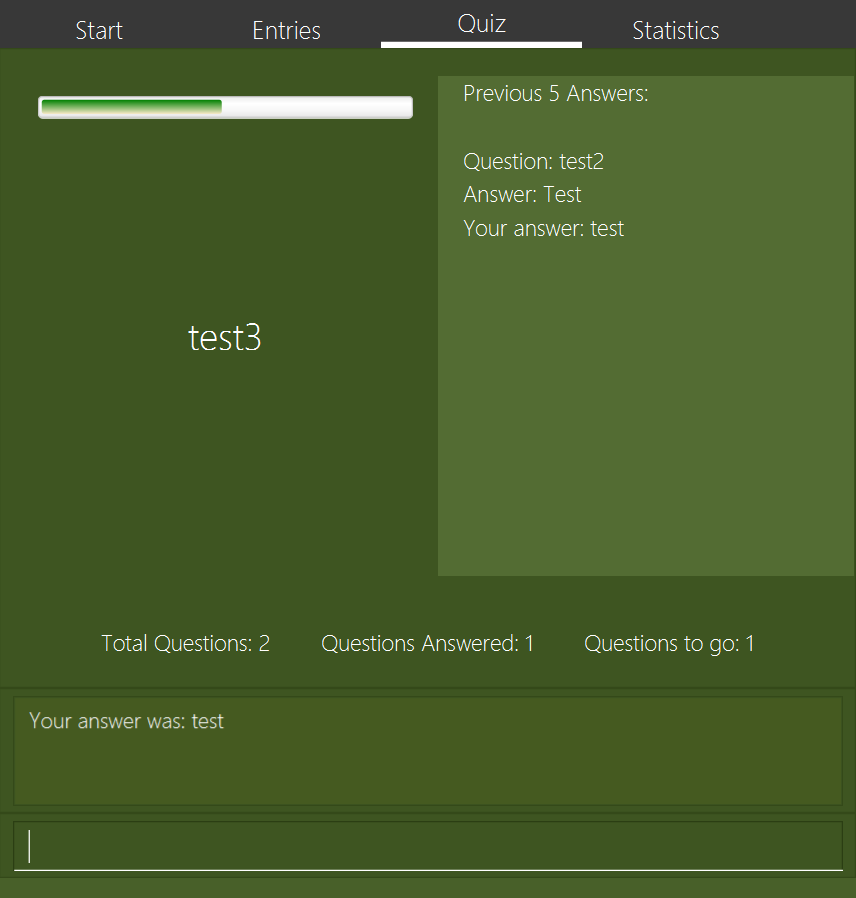 Start Entries Quiz Statistics
Previous 5 Answers:
Question: test2
Answer: Test
Your answer: test
test3
Total Questions: 2 Questions Answered: 1 Questions to go: 1
Your answer was: test